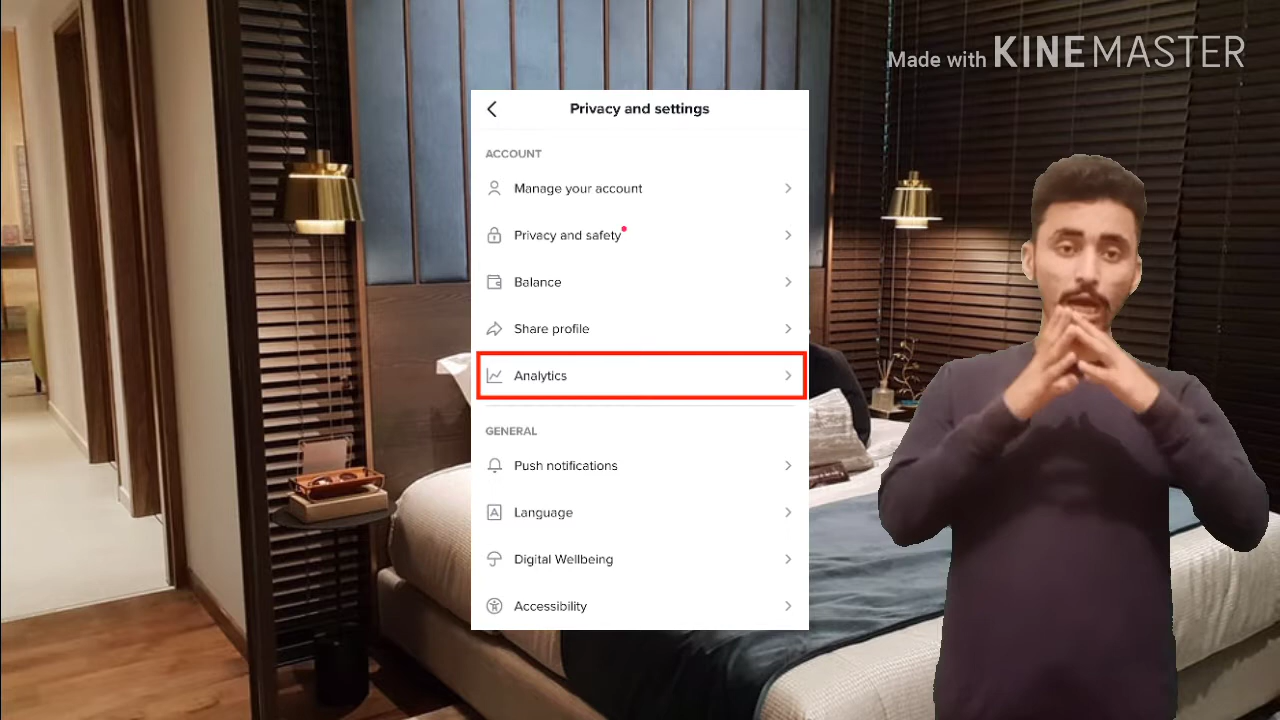 Made with KINEMASTER
Privacy and settings
ACCOUNT
Manage your account
Privacy and safety
Balance
Share profile
Analytics
GENERAL
Push notifications
Language
Digital Wellbeing
Accessibility